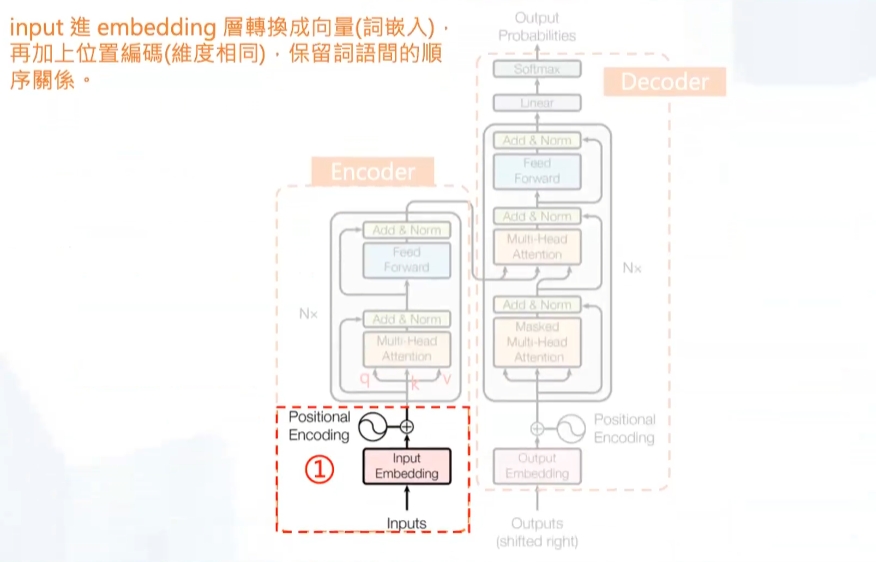 input 進 embedding 層轉換成向量(詞嵌入)，
再加上位置編碼(維度相同)，保留詞語間的順
序關係。
Output
Probabilities
Softmax
Linear
Decoder
Add & Norm
Feed
Forward
Add & Norm
Multi-Head
Attention
Nx
Add & Norm
Masked
Multi-Head
Attention
Positional
Encoding
Output
Embedding
Outputs
(shifted right)
Encoder
Add & Norm
Feed
Forward
Nx
Add & Norm
Multi-Head
Attention
q k v
Positional
Encoding
①
Input
Embedding
Inputs